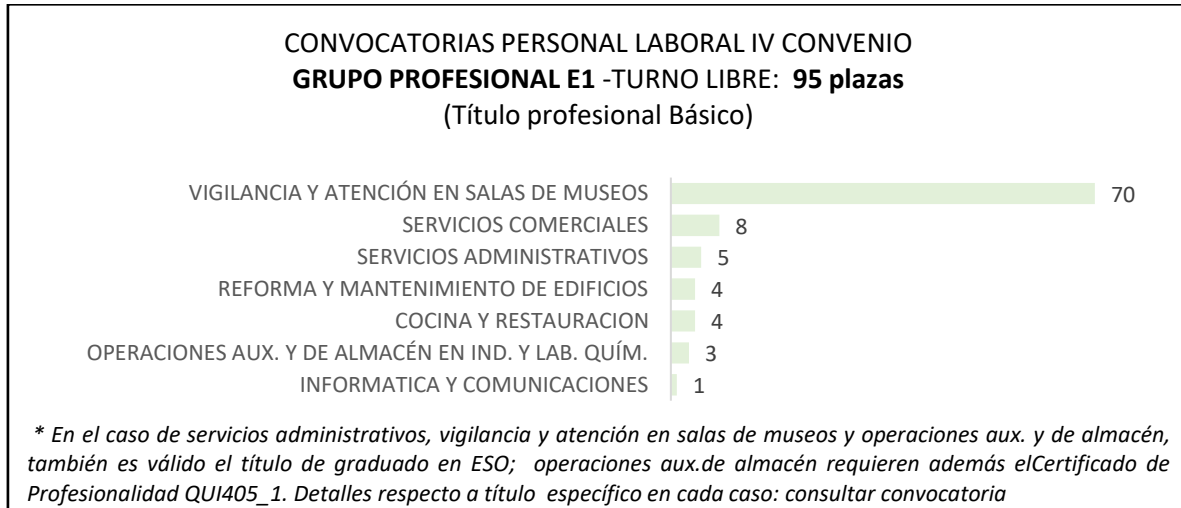 CONVOCATORIAS PERSONAL LABORAL IV CONVENIO
GRUPO PROFESIONAL E1 -TURNO LIBRE: 95 plazas
(Título profesional Básico)
VIGILANCIA Y ATENCIÓN EN SALAS DE MUSEOS 70
SERVICIOS COMERCIALES 8
SERVICIOS ADMINISTRATIVOS 5
REFORMA Y MANTENIMIENTO DE EDIFICIOS 4
COCINA Y RESTAURACION 4
OPERACIONES AUX. Y DE ALMACÉN EN IND. Y LAB. QUÍM. 3
INFORMATICA Y COMUNICACIONES 1
* En el caso de servicios administrativos, vigilancia y atención en salas de museos y operaciones aux. y de almacén,
también es válido el título de graduado en ESO; operaciones aux.de almacén requieren además elCertificado de
Profesionalidad QUI405_1. Detalles respecto a título específico en cada caso: consultar convocatoria